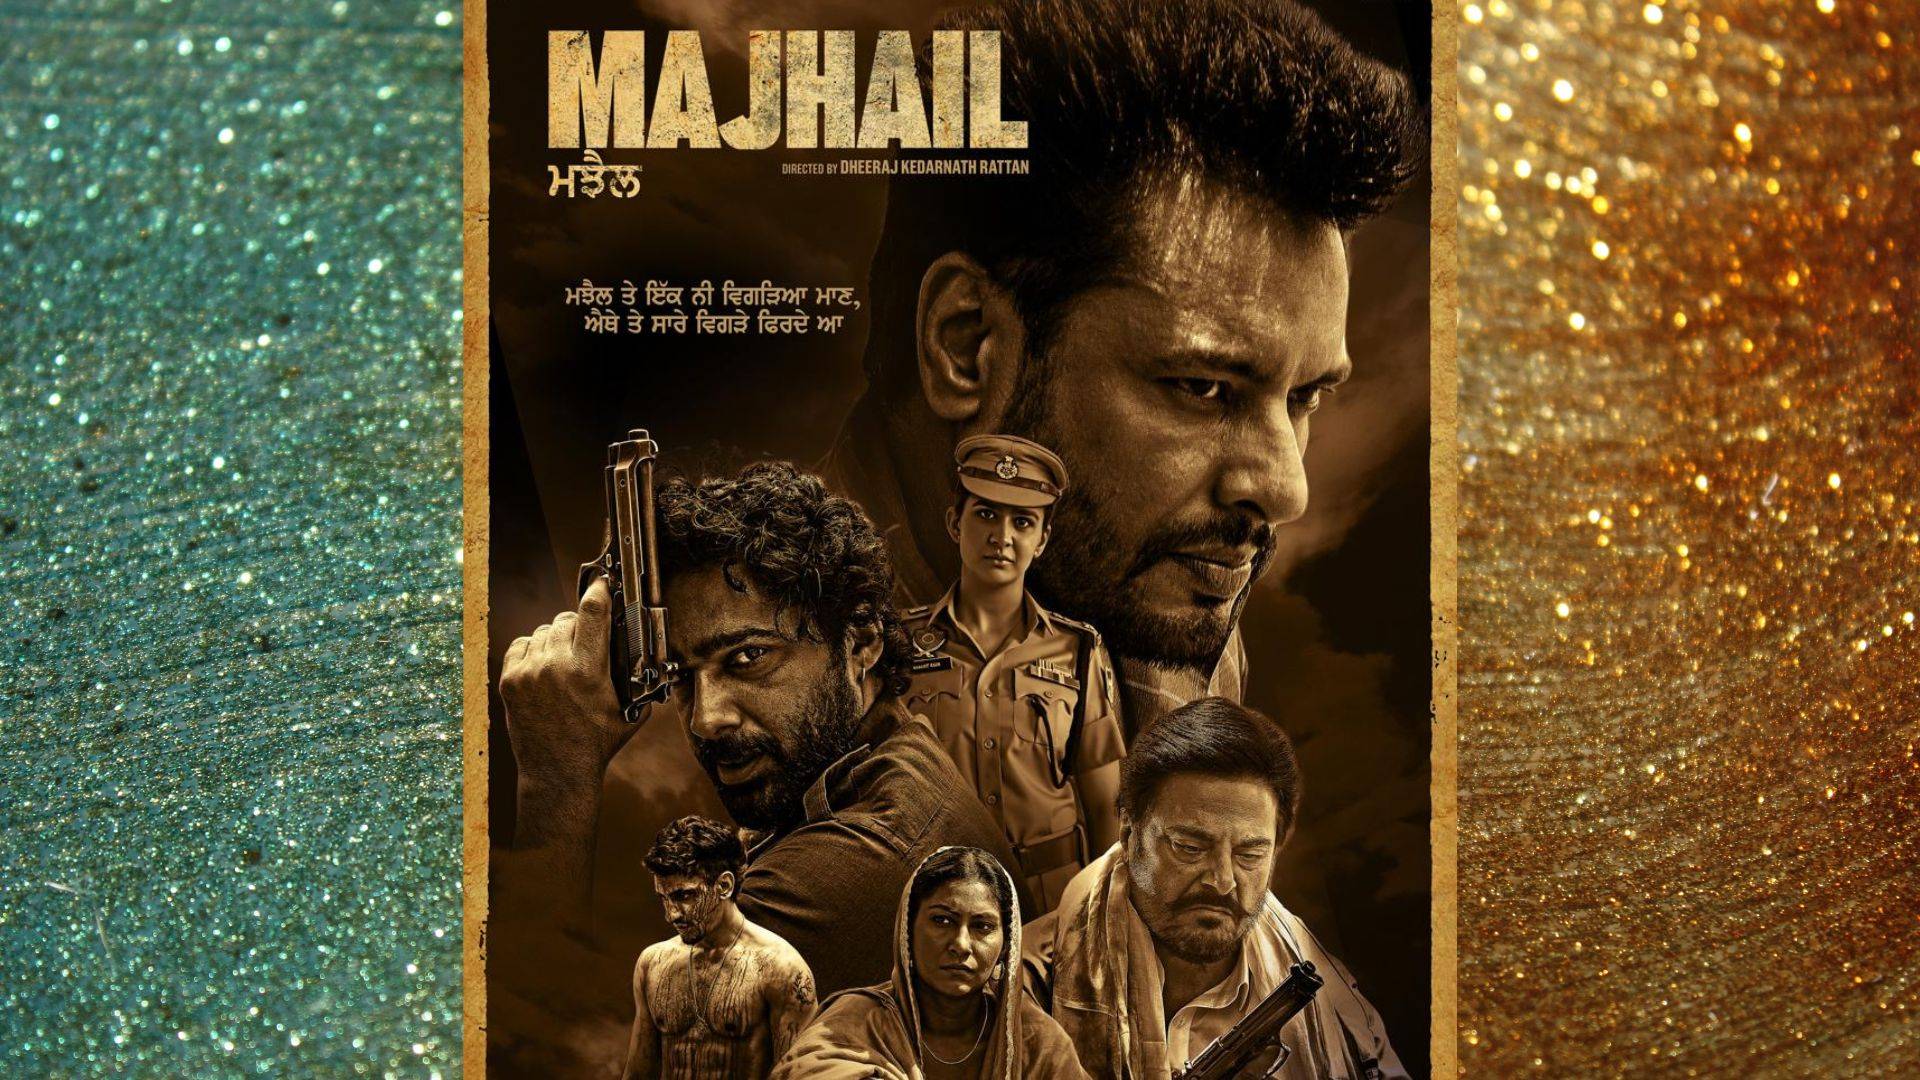 MAJHAIL
ਮਝੈਲ
DIRECTED BY DHEERAJ KEDARNATH RATTAN
ਮਝੈਲ ਤੇ ਇੱਕ ਨੀ ਵਿਗੜਿਆ ਮਾਣ,
ਐਥੇ ਤੇ ਸਾਰੇ ਵਿਗੜੇ ਫਿਰਦੇ ਆ